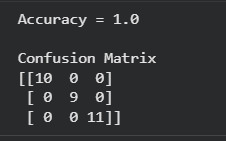 Accuracy = 1.0
Confusion Matrix
[[10  0  0]
 [ 0  9  0]
 [ 0  0 11]]